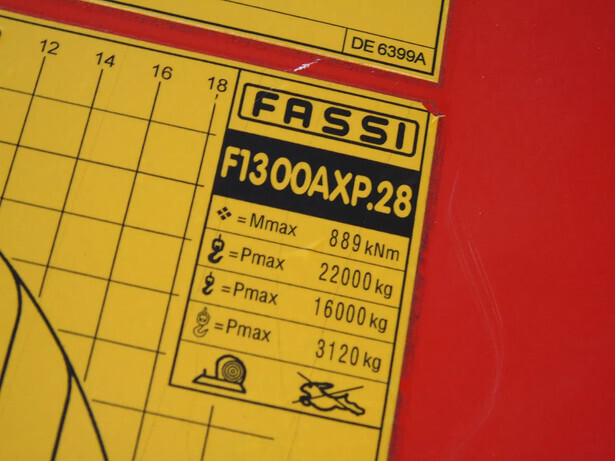 DE 6399A
12 14 16 18
FASSI
F1300AXP.28
= Mmax 889 kNm
= Pmax 22000 kg
= Pmax 16000 kg
= Pmax 3120 kg